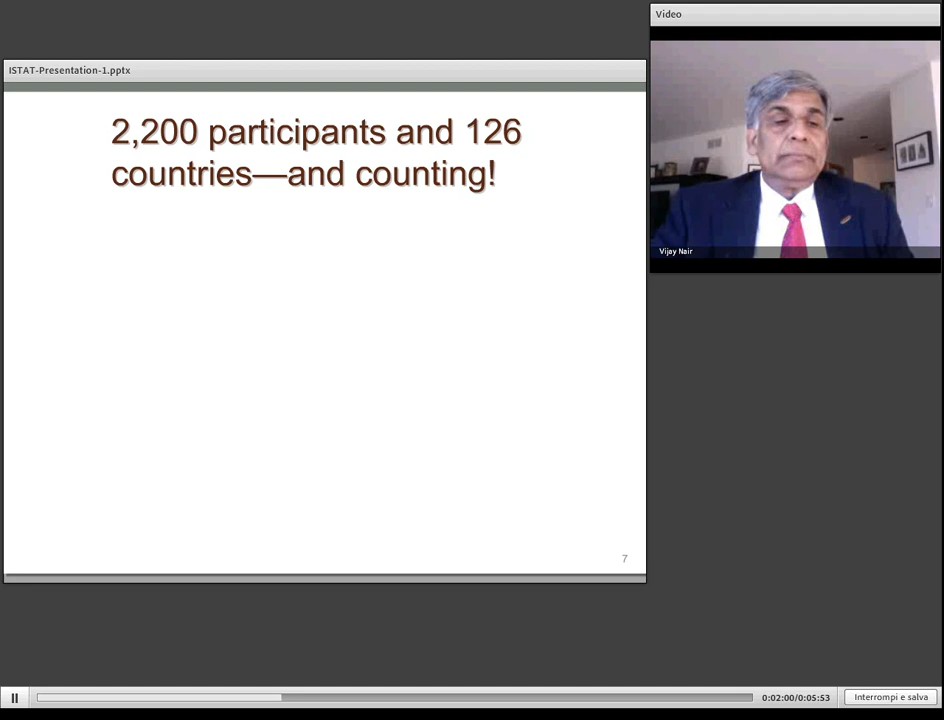 Video
ISTAT-Presentation-1.pptx
2,200 participants and 126
countries—and counting!
Vijay Nair
7
0:02:00/0:05:53
Interrompi e salva